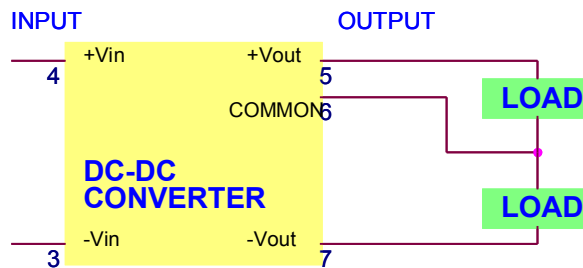 INPUT OUTPUT
+Vin +Vout
4 5
COMMON 6
LOAD
DC-DC
CONVERTER
LOAD
-Vin -Vout
3 7